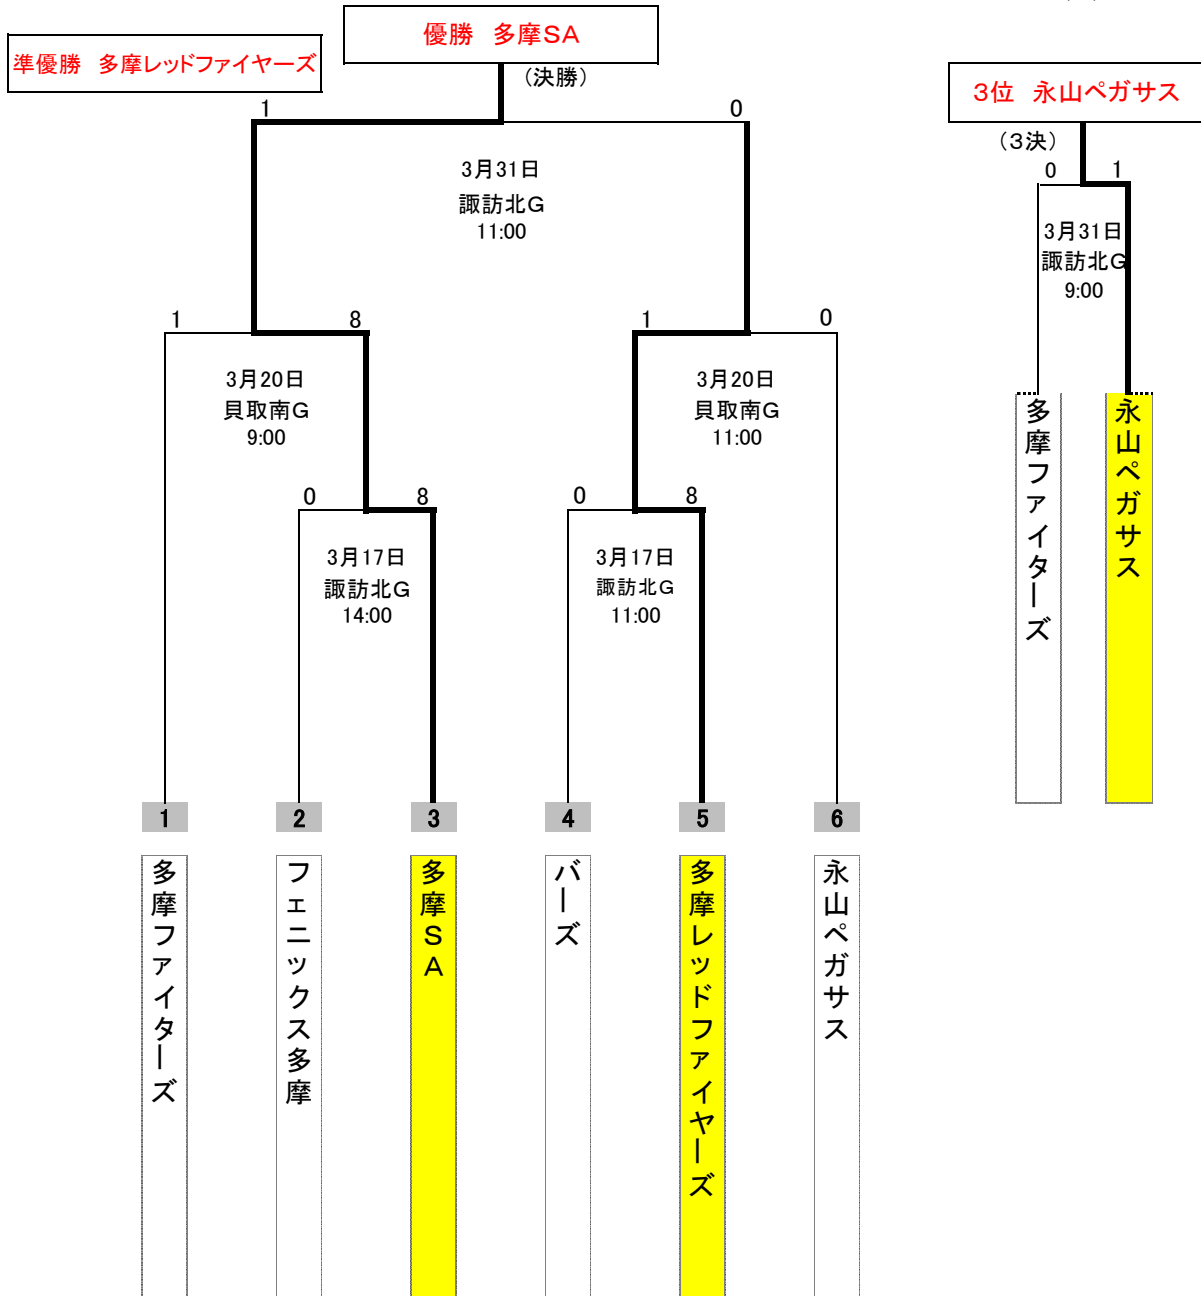 優勝 多摩SA
準優勝 多摩レッドファイヤーズ
(決勝)
1
0
3月31日
諏訪北G
11:00
3位 永山ペガサス
(3決)
0
1
3月31日
諏訪北G
9:00
多摩ファイターズ
永山ペガサス
1
8
3月20日
貝取南G
9:00
1
0
3月20日
貝取南G
11:00
0
8
3月17日
諏訪北G
14:00
0
8
3月17日
諏訪北G
11:00
1
2
3
4
5
6
多摩ファイターズ
フェニックス多摩
多摩SA
バーズ
多摩レッドファイヤーズ
永山ペガサス